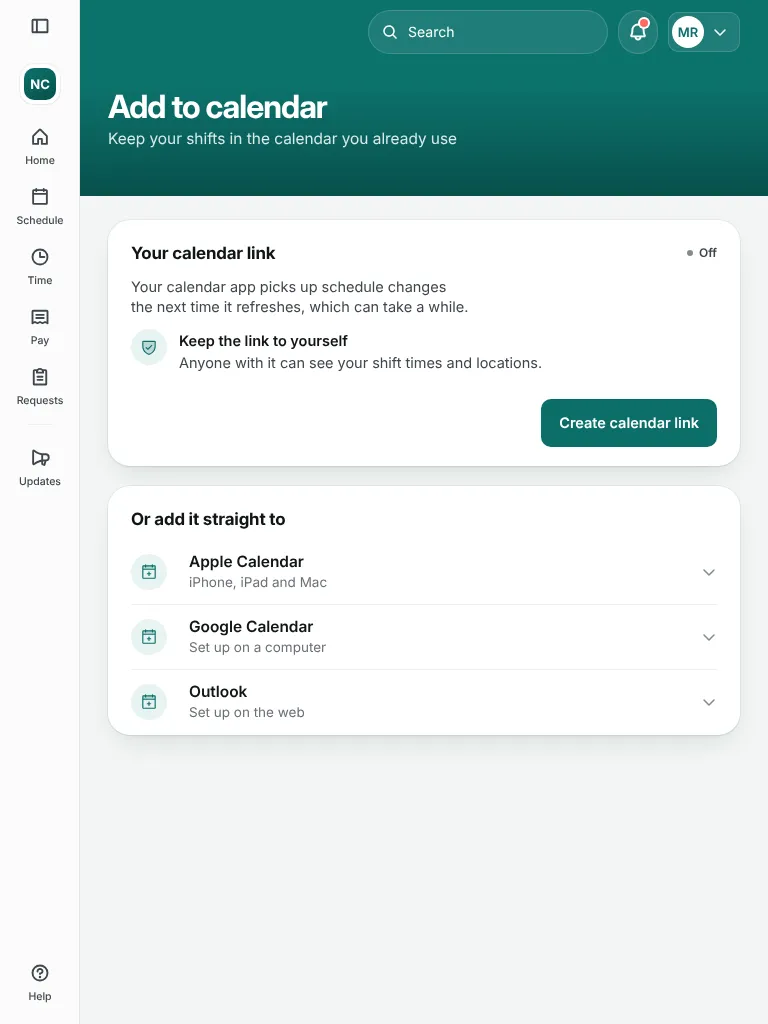 Search
MR
NC
Home
Schedule
Time
Pay
Requests
Updates
Help
Add to calendar
Keep your shifts in the calendar you already use
Your calendar link
Off
Your calendar app picks up schedule changes
the next time it refreshes, which can take a while.
Keep the link to yourself
Anyone with it can see your shift times and locations.
Create calendar link
Or add it straight to
Apple Calendar
iPhone, iPad and Mac
Google Calendar
Set up on a computer
Outlook
Set up on the web